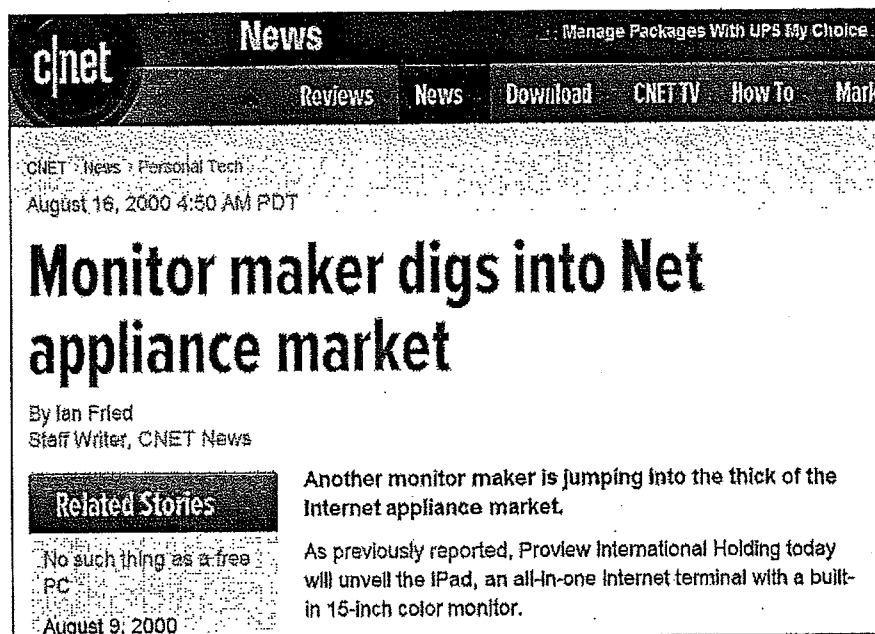 c|net
News
Manage Packages With UPS My Choice
Reviews News Download CNET TV How To Mark
CNET › News › Personal Tech
August 16, 2000 4:50 AM PDT
Monitor maker digs into Net
appliance market
By Ian Fried
Staff Writer, CNET News
Related Stories
No such thing as a free
PC
August 9, 2000
Another monitor maker is jumping into the thick of the
Internet appliance market.
As previously reported, Proview International Holding today
will unveil the iPad, an all-in-one Internet terminal with a built-
in 15-inch color monitor.